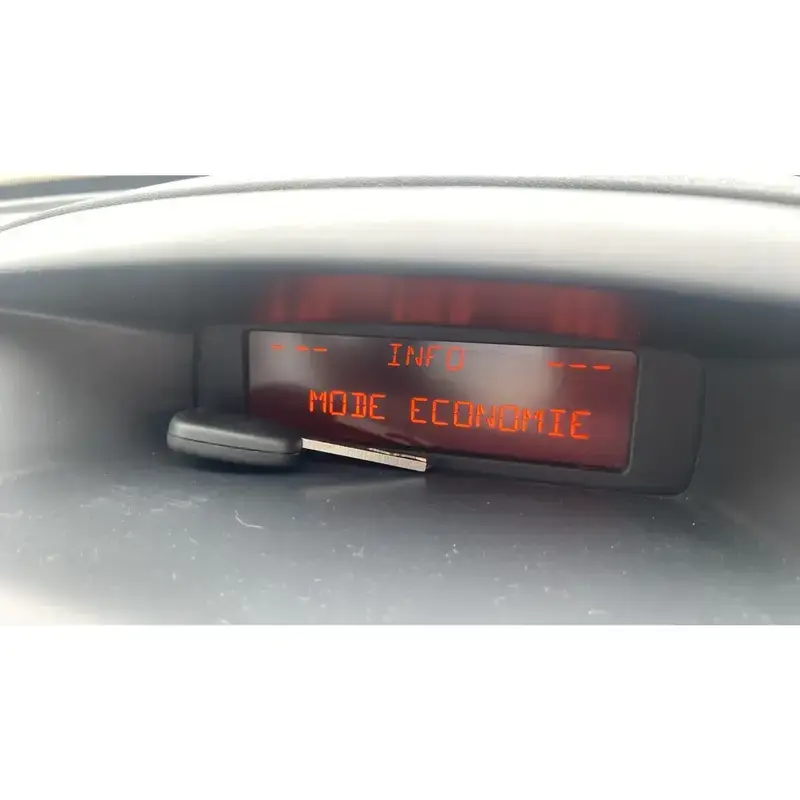 - -- INFO ---
MODE ECONOMIE